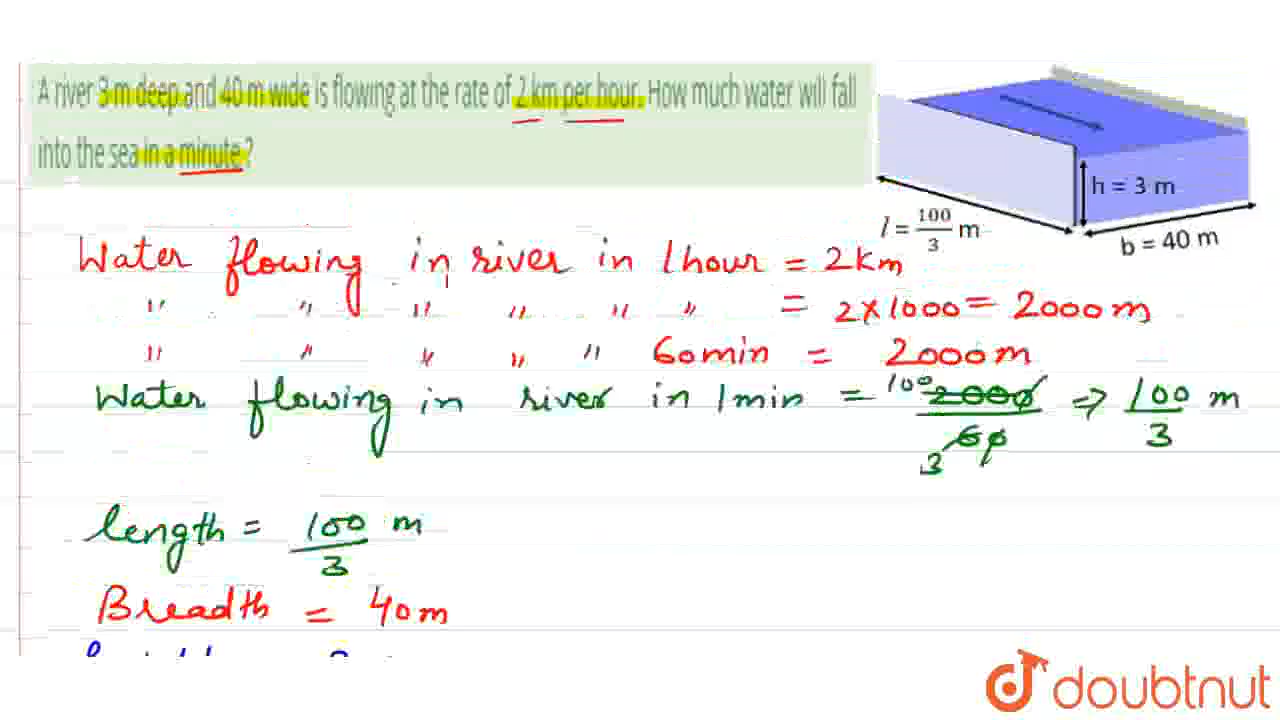 A river 3 m deep and 40 m wide is flowing at the rate of 2 km per hour. How much water will fall
into the sea in a minute ?
h = 3 m
l = 100/3 m
b = 40 m
Water flowing in river in 1 hour = 2 km
" " " " " " = 2 × 1000 = 2000 m
" " " " " 60 min = 2000 m
Water flowing in river in 1 min = 100 2000/60 3 ⇒ 100/3 m
length = 100/3 m
Breadth = 40 m
doubtnut